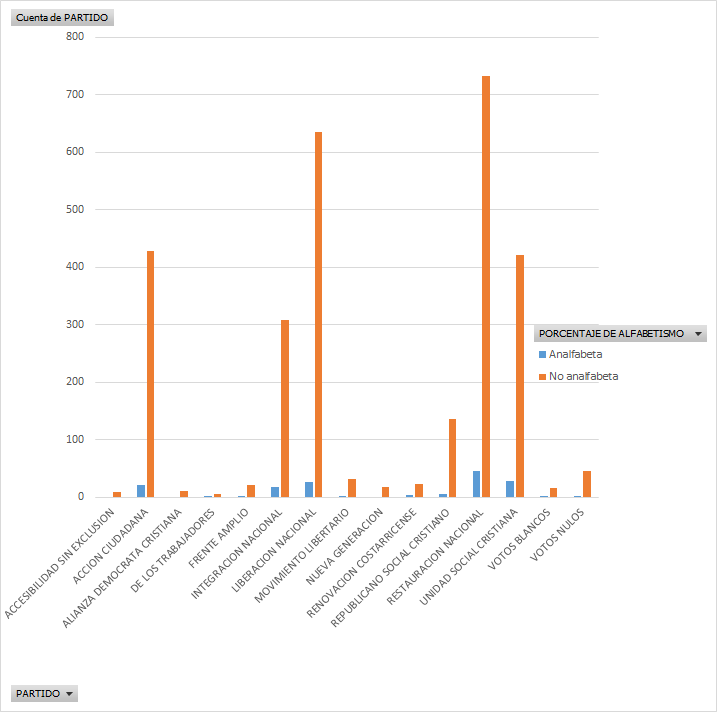 Cuenta de PARTIDO
800
700
600
500
400
300
200
100
0
PORCENTAJE DE ALFABETISMO
Analfabeta
No analfabeta
ACCESIBILIDAD SIN EXCLUSION
ACCION CIUDADANA
ALIANZA DEMOCRATA CRISTIANA
DE LOS TRABAJADORES
FRENTE AMPLIO
INTEGRACION NACIONAL
LIBERACION NACIONAL
MOVIMIENTO LIBERTARIO
NUEVA GENERACION
RENOVACION COSTARRICENSE
REPUBLICANO SOCIAL CRISTIANO
RESTAURACION NACIONAL
UNIDAD SOCIAL CRISTIANA
VOTOS BLANCOS
VOTOS NULOS
PARTIDO